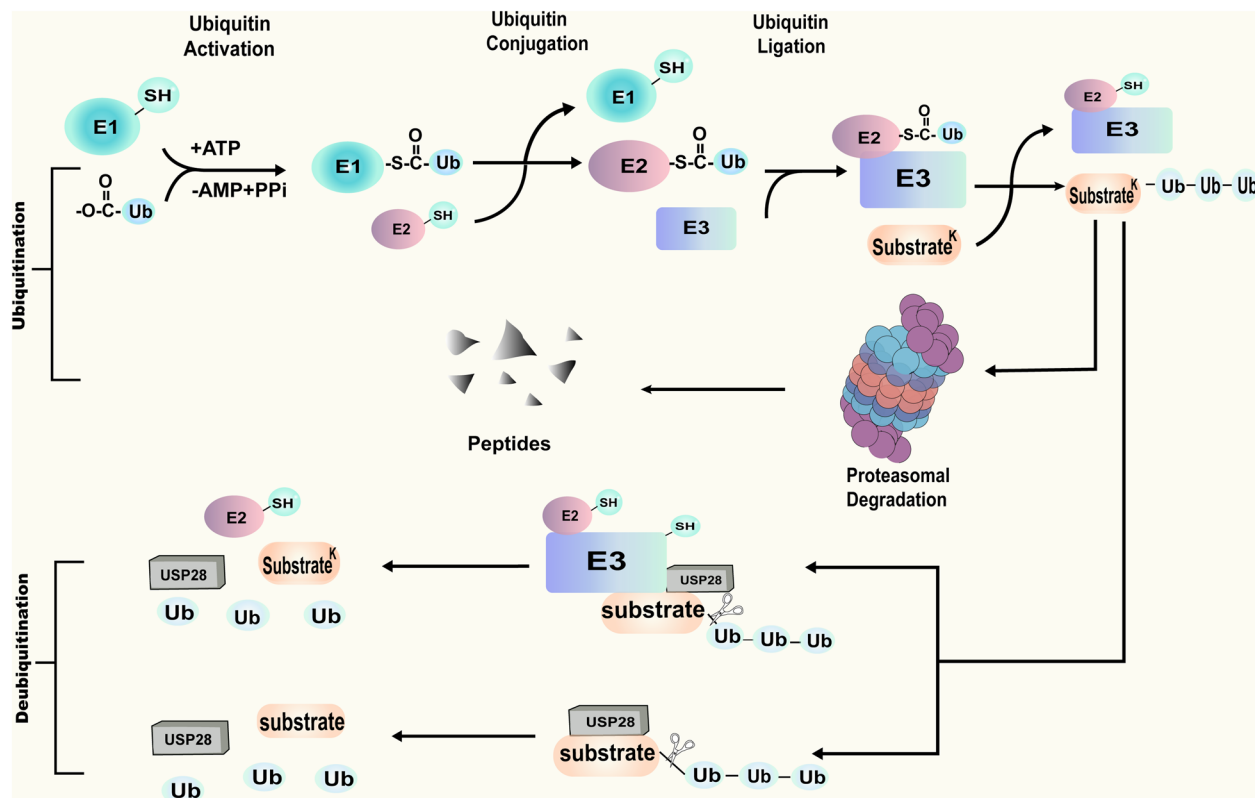 Ubiquitin
Activation
Ubiquitin
Conjugation
Ubiquitin
Ligation
SH
E1
+ATP
-AMP+PPi
O
-O-C-Ub
O
E1-S-C-Ub
E2
SH
SH
E1
O
E2-S-C-Ub
E3
O
E2-S-C-Ub
E3
Substrate K
E2
SH
E3
Substrate K
Ub
Ub
Ub
Ubiquitination
Peptides
Proteasomal
Degradation
Deubiquitination
E2
SH
USP28
Substrate K
Ub
Ub
Ub
E2
SH
E3
SH
USP28
substrate
Ub
Ub
Ub
USP28
substrate
Ub
Ub
Ub
USP28
substrate
Ub
Ub
Ub